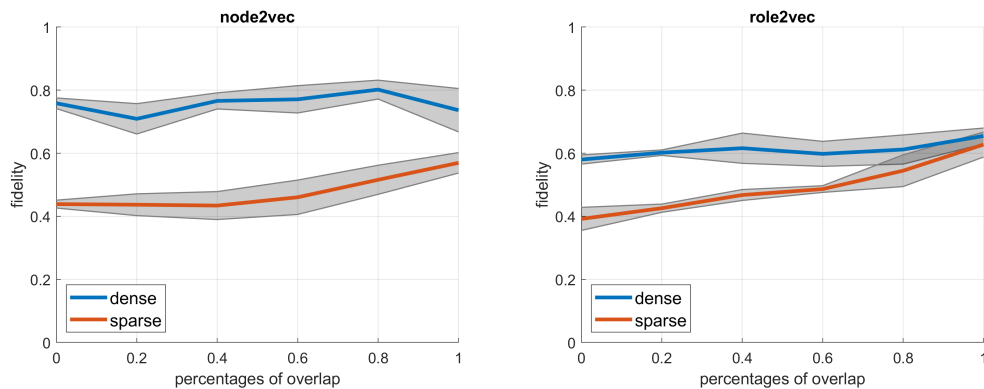 node2vec
1
0.8
0.6
0.4
0.2
0
fidelity
dense
sparse
0 0.2 0.4 0.6 0.8 1
percentages of overlap
role2vec
1
0.8
0.6
0.4
0.2
0
fidelity
dense
sparse
0 0.2 0.4 0.6 0.8 1
percentages of overlap